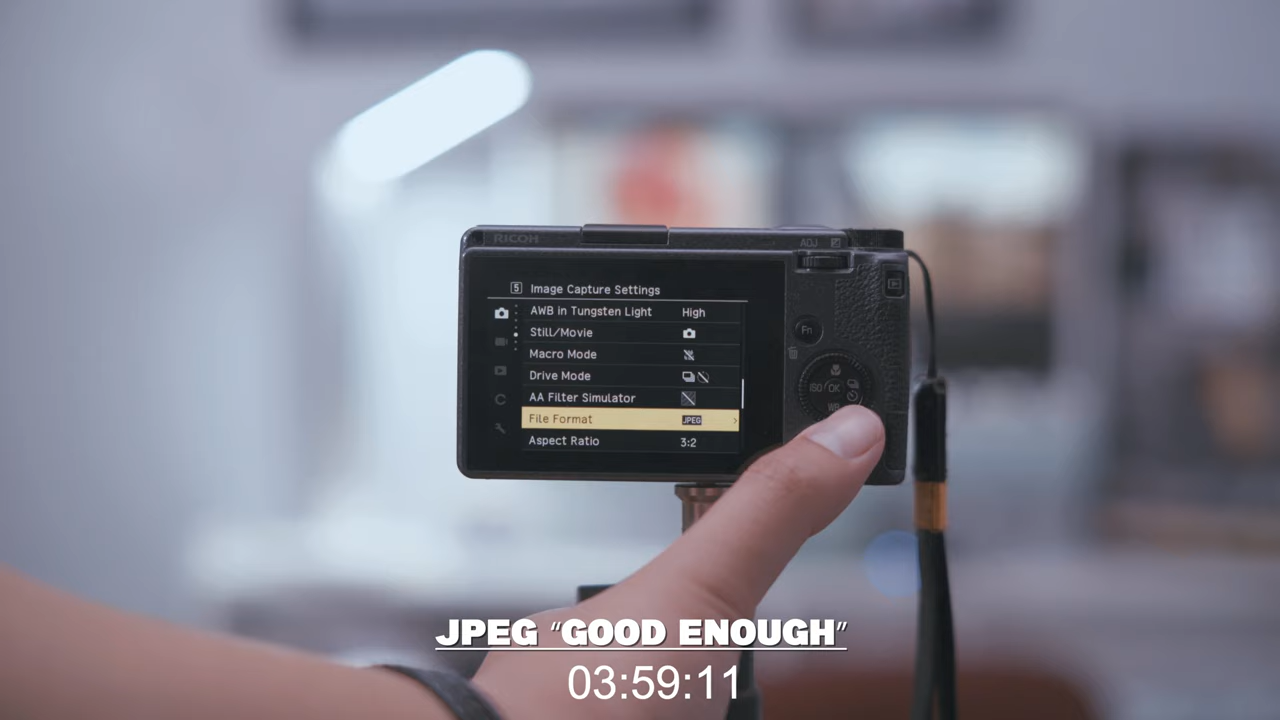 RICOH
ADJ
5 Image Capture Settings
AWB in Tungsten Light High
Still/Movie
Macro Mode
Drive Mode
AA Filter Simulator
File Format JPEG
Aspect Ratio 3:2
C
Fn
ISO OK
WB
JPEG “GOOD ENOUGH”
03:59:11